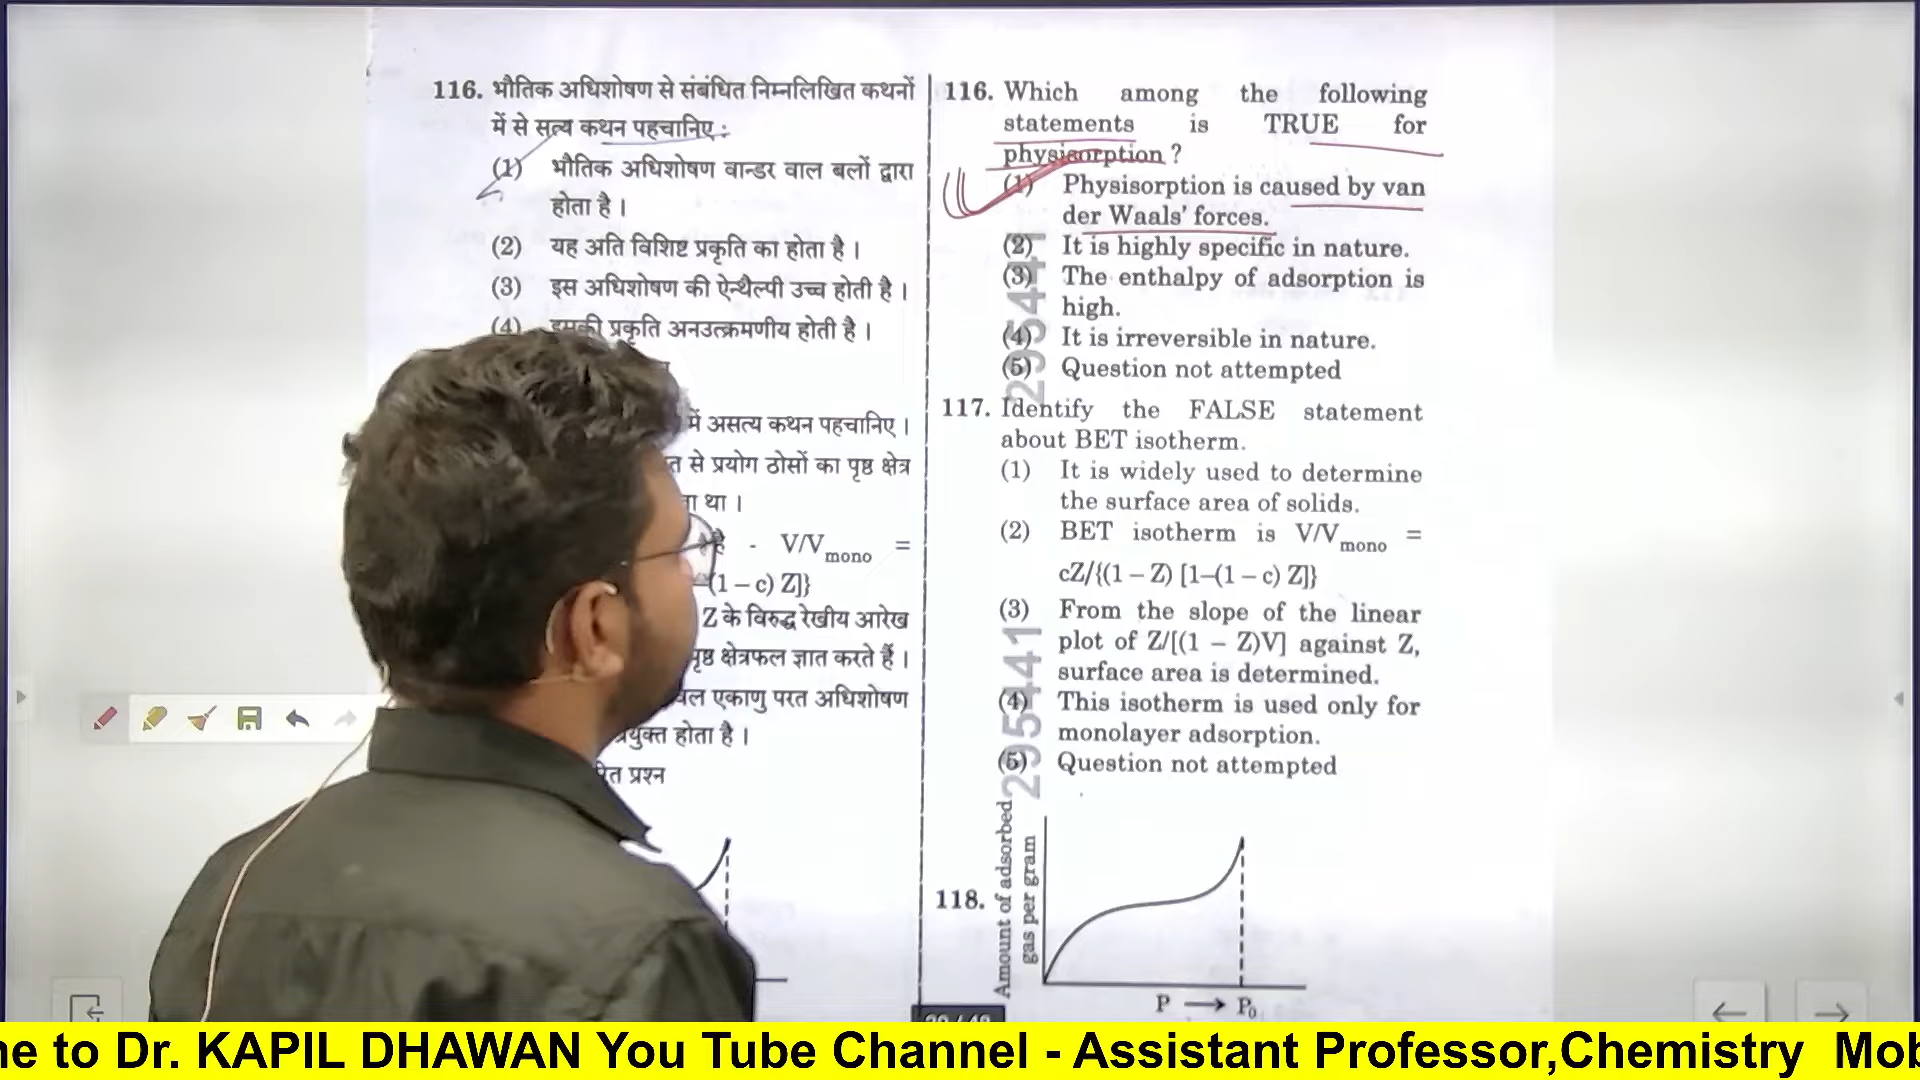 116. भौतिक अधिशोषण से संबंधित निम्नलिखित कथनों
में से सत्य कथन पहचानिए :
(1) भौतिक अधिशोषण वान्डर वाल बलों द्वारा
होता है ।
(2) यह अति विशिष्ट प्रकृति का होता है ।
(3) इस अधिशोषण की ऐन्थैल्पी उच्च होती है ।
(4) इसकी प्रकृति अनउत्क्रमणीय होती है ।
में असत्य कथन पहचानिए ।
से प्रयोग ठोसों का पृष्ठ क्षेत्र
था ।
है - V/Vmono =
(1 – c) Z]}
Z के विरुद्ध रेखीय आरेख
पृष्ठ क्षेत्रफल ज्ञात करते हैं ।
एकाणु परत अधिशोषण
होता है ।
प्रश्न
116. Which among the following
statements is TRUE for
physisorption ?
(1) Physisorption is caused by van
der Waals' forces.
(2) It is highly specific in nature.
(3) The enthalpy of adsorption is
high.
(4) It is irreversible in nature.
(5) Question not attempted
117. Identify the FALSE statement
about BET isotherm.
(1) It is widely used to determine
the surface area of solids.
(2) BET isotherm is V/Vmono =
cZ/{(1 – Z) [1–(1 – c) Z]}
(3) From the slope of the linear
plot of Z/[(1 – Z)V] against Z,
surface area is determined.
(4) This isotherm is used only for
monolayer adsorption.
(5) Question not attempted
295441
295441
118.
Amount of adsorbed
gas per gram
P → P0
to Dr. KAPIL DHAWAN You Tube Channel - Assistant Professor,Chemistry